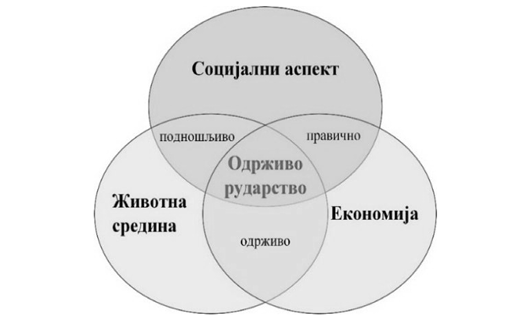 Социјални аспект
подношљиво
правично
Одрживо
рударство
Животна
средина
Економија
одрживо